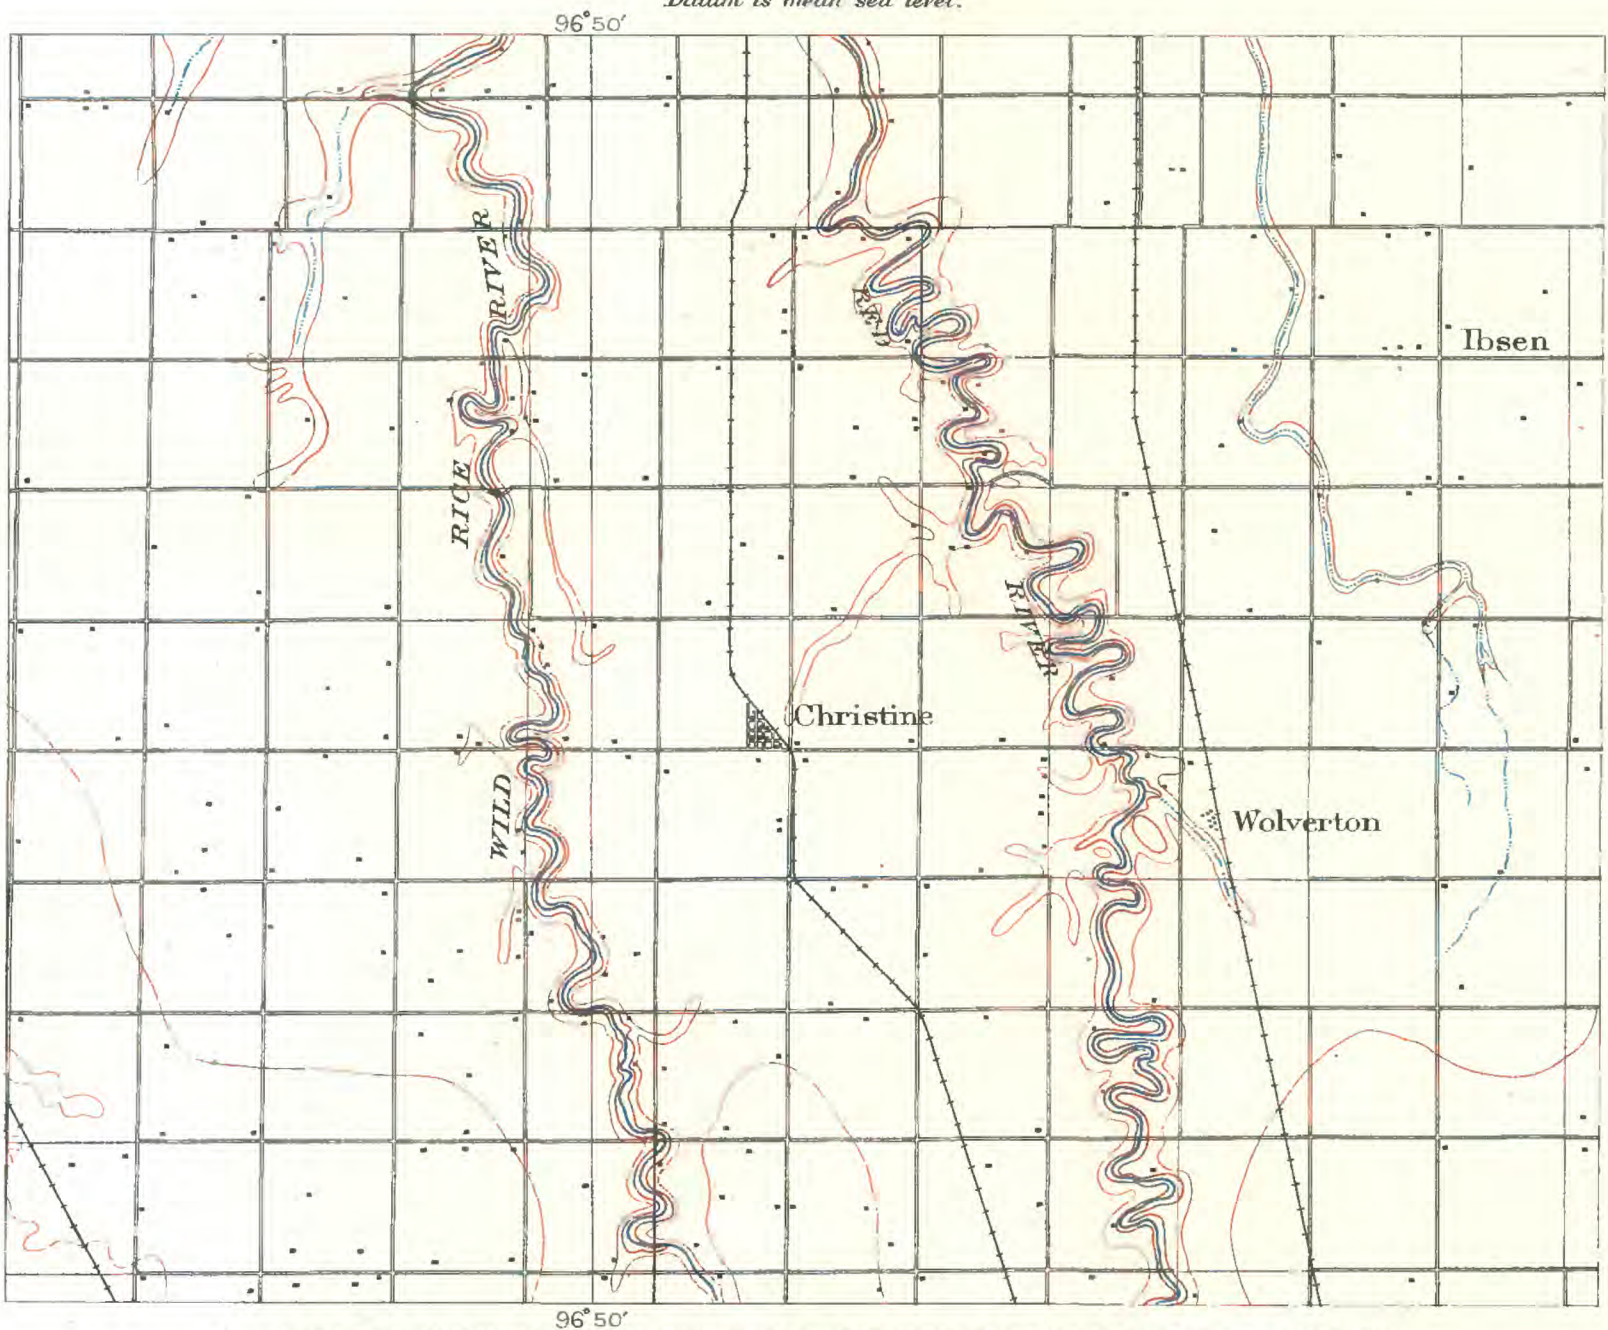 Datum is mean sea level.
96°50′
WILD RICE RIVER
RED RIVER
Ibsen
Christine
Wolverton
96°50′